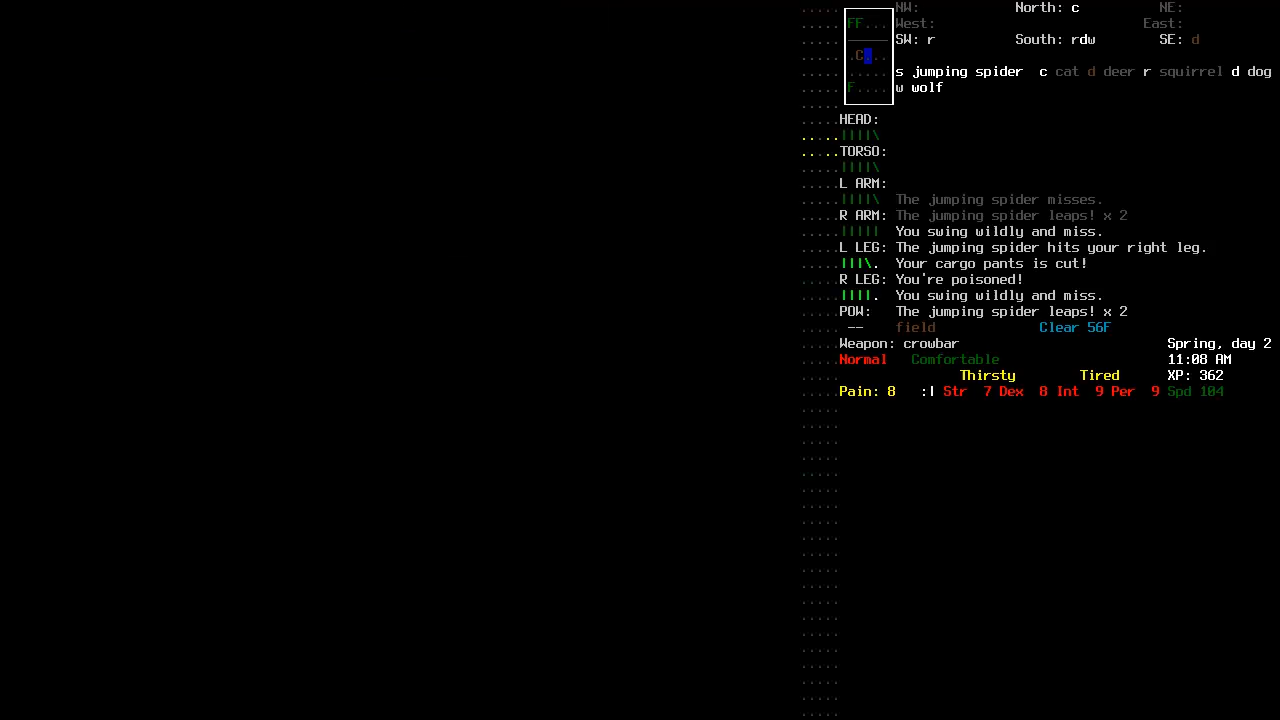 NW: North: c NE:
FF... West: East:
SW: r South: rdw SE: d
.C...
..... s jumping spider c cat d deer r squirrel d dog
F.... w wolf
HEAD:
||||\
TORSO:
||||\
L ARM:
||||\ The jumping spider misses.
R ARM: The jumping spider leaps! x 2
||||| You swing wildly and miss.
L LEG: The jumping spider hits your right leg.
|||\. Your cargo pants is cut!
R LEG: You're poisoned!
||||. You swing wildly and miss.
POW: The jumping spider leaps! x 2
-- field Clear 56F
Weapon: crowbar Spring, day 2
Normal Comfortable 11:08 AM
Thirsty Tired XP: 362
Pain: 8 :| Str 7 Dex 8 Int 9 Per 9 Spd 104